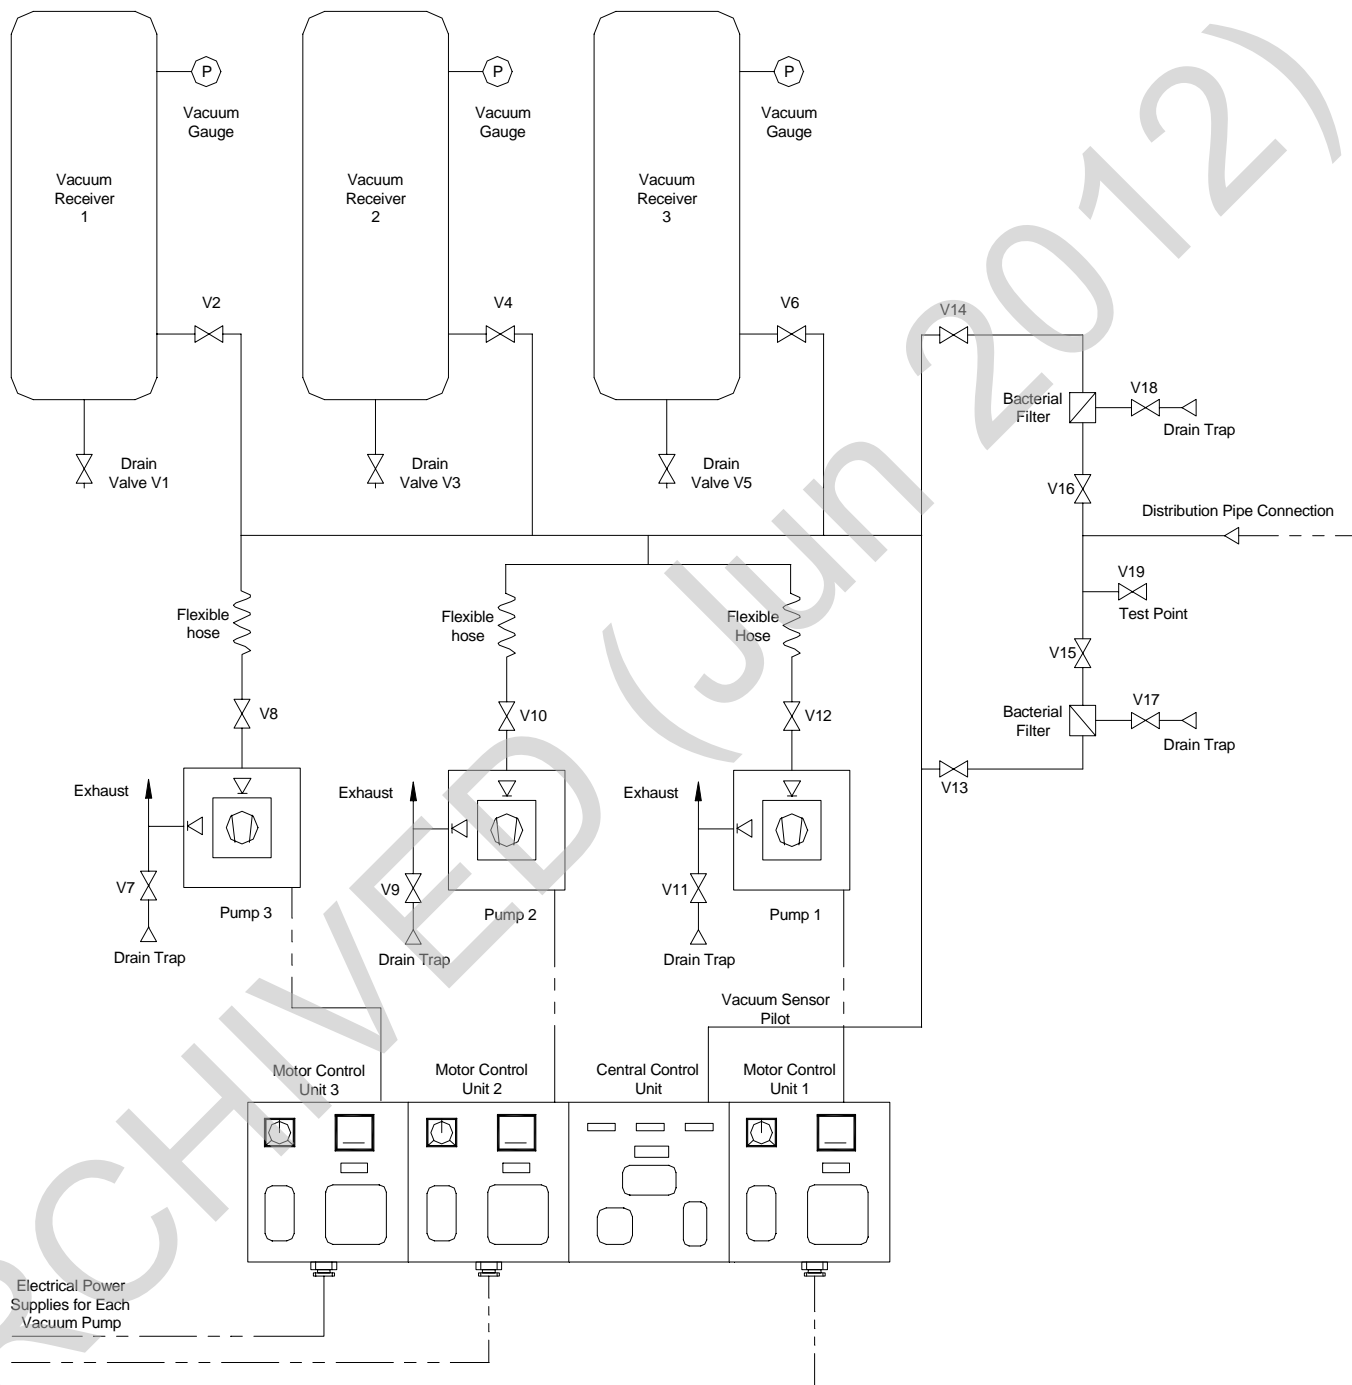 P
P
P
Vacuum
Gauge
Vacuum
Gauge
Vacuum
Gauge
Vacuum
Receiver
1
Vacuum
Receiver
2
Vacuum
Receiver
3
V2
V4
V6
V14
Bacterial
Filter
V18
Drain Trap
Drain
Valve V1
Drain
Valve V3
Drain
Valve V5
V16
Distribution Pipe Connection
V19
Test Point
Flexible
hose
Flexible
hose
Flexible
Hose
V15
V8
V10
V12
Bacterial
Filter
V17
Drain Trap
V13
Exhaust
Exhaust
Exhaust
V7
V9
V11
Pump 3
Pump 2
Pump 1
Drain Trap
Drain Trap
Drain Trap
Vacuum Sensor
Pilot
Motor Control
Unit 3
Motor Control
Unit 2
Central Control
Unit
Motor Control
Unit 1
Electrical Power
Supplies for Each
Vacuum Pump
RCHIVED (Jun 2012)